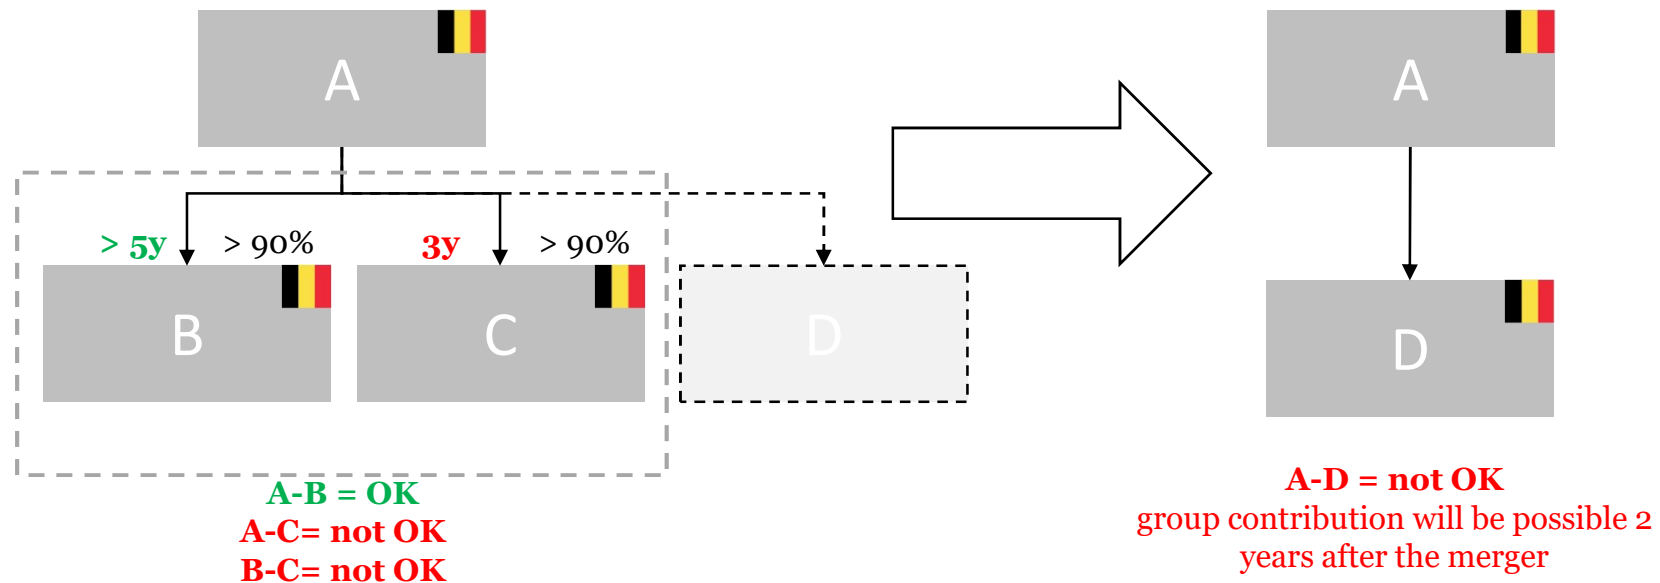 A
A
> 5y
> 90%
3y
> 90%
B
C
D
D
A-B = OK
A-C= not OK
B-C= not OK
A-D = not OK
group contribution will be possible 2
years after the merger